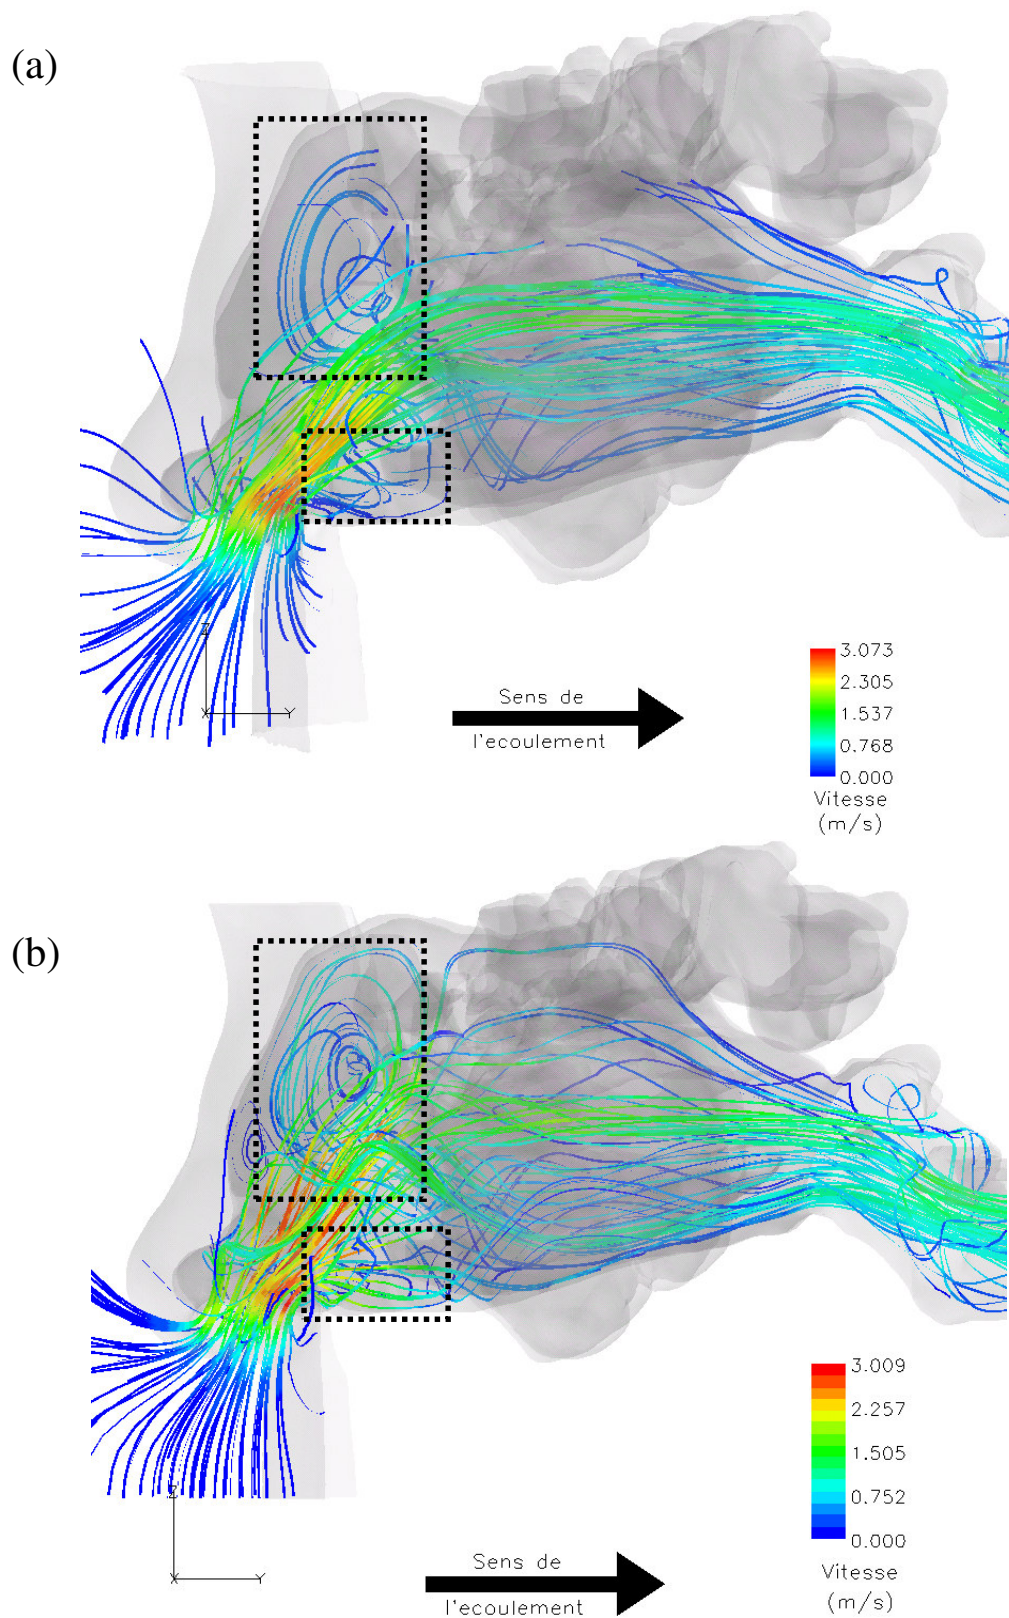 (a)
Z
X
Y
Sens de
l'ecoulement
3.073
2.305
1.537
0.768
0.000
Vitesse
(m/s)
(b)
Z
X
Y
Sens de
l'ecoulement
3.009
2.257
1.505
0.752
0.000
Vitesse
(m/s)